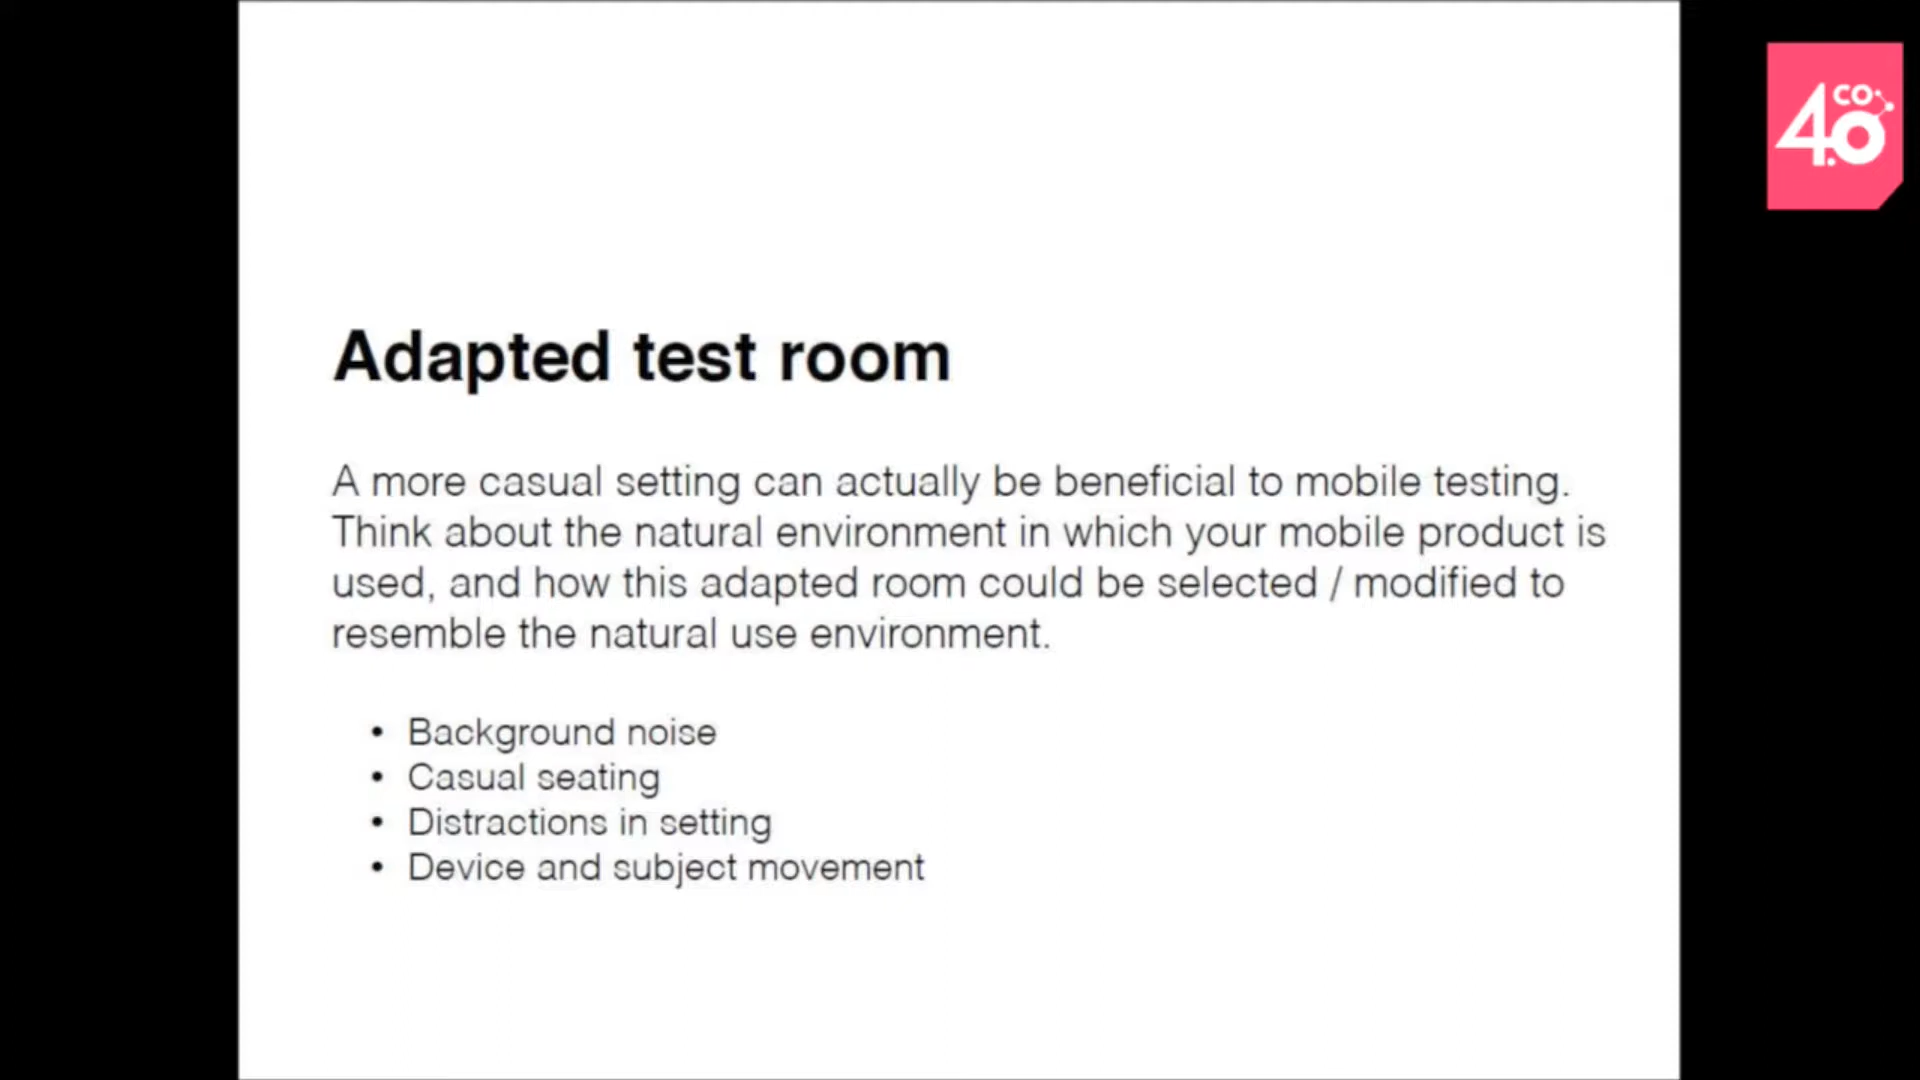 CO
4.0
Adapted test room
A more casual setting can actually be beneficial to mobile testing.
Think about the natural environment in which your mobile product is
used, and how this adapted room could be selected / modified to
resemble the natural use environment.
• Background noise
• Casual seating
• Distractions in setting
• Device and subject movement